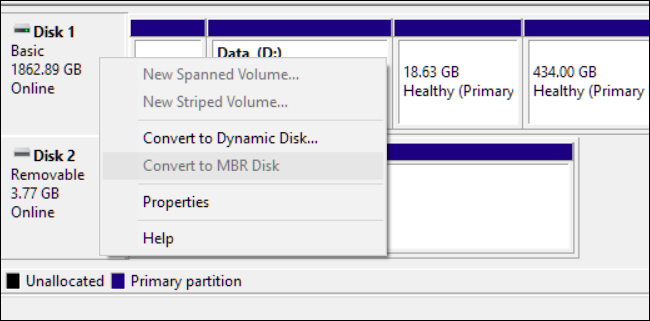 Disk 1
Basic
1862.89 GB
Online
Data (D:)
18.63 GB
Healthy (Primary
434.00 GB
Healthy (Primary
New Spanned Volume...
New Striped Volume...
Convert to Dynamic Disk...
Convert to MBR Disk
Properties
Help
Disk 2
Removable
3.77 GB
Online
Unallocated Primary partition